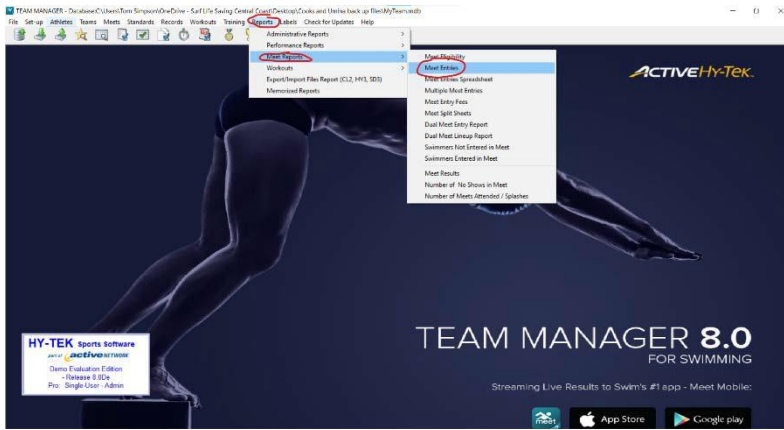 TEAM MANAGER - Database:C:\Users\Tom Simpson\OneDrive - Surf Life Saving Central Coast\Desktop\Cooks and Umina back up files\MyTeam.mdb
File Set-up Athletes Teams Meets Standards Records Workouts Training Reports Labels Check for Updates Help
Administrative Reports
Performance Reports
Meet Reports
Workouts
Export/Import Files Report (CL2, HY3, SD3)
Memorized Reports
Meet Eligibility
Meet Entries
Meet Entries Spreadsheet
Multiple Meet Entries
Meet Entry Fees
Meet Split Sheets
Dual Meet Entry Report
Dual Meet Lineup Report
Swimmers Not Entered in Meet
Swimmers Entered in Meet
Meet Results
Number of No Shows in Meet
Number of Meets Attended / Splashes
ACTIVE HY-TEK.
HY-TEK Sports Software
part of active NETWORK
Demo Evaluation Edition
- Release 8.0De
Pro: Single-User - Admin
TEAM MANAGER 8.0
FOR SWIMMING
Streaming Live Results to Swim's #1 app - Meet Mobile:
meet
App Store
Google play